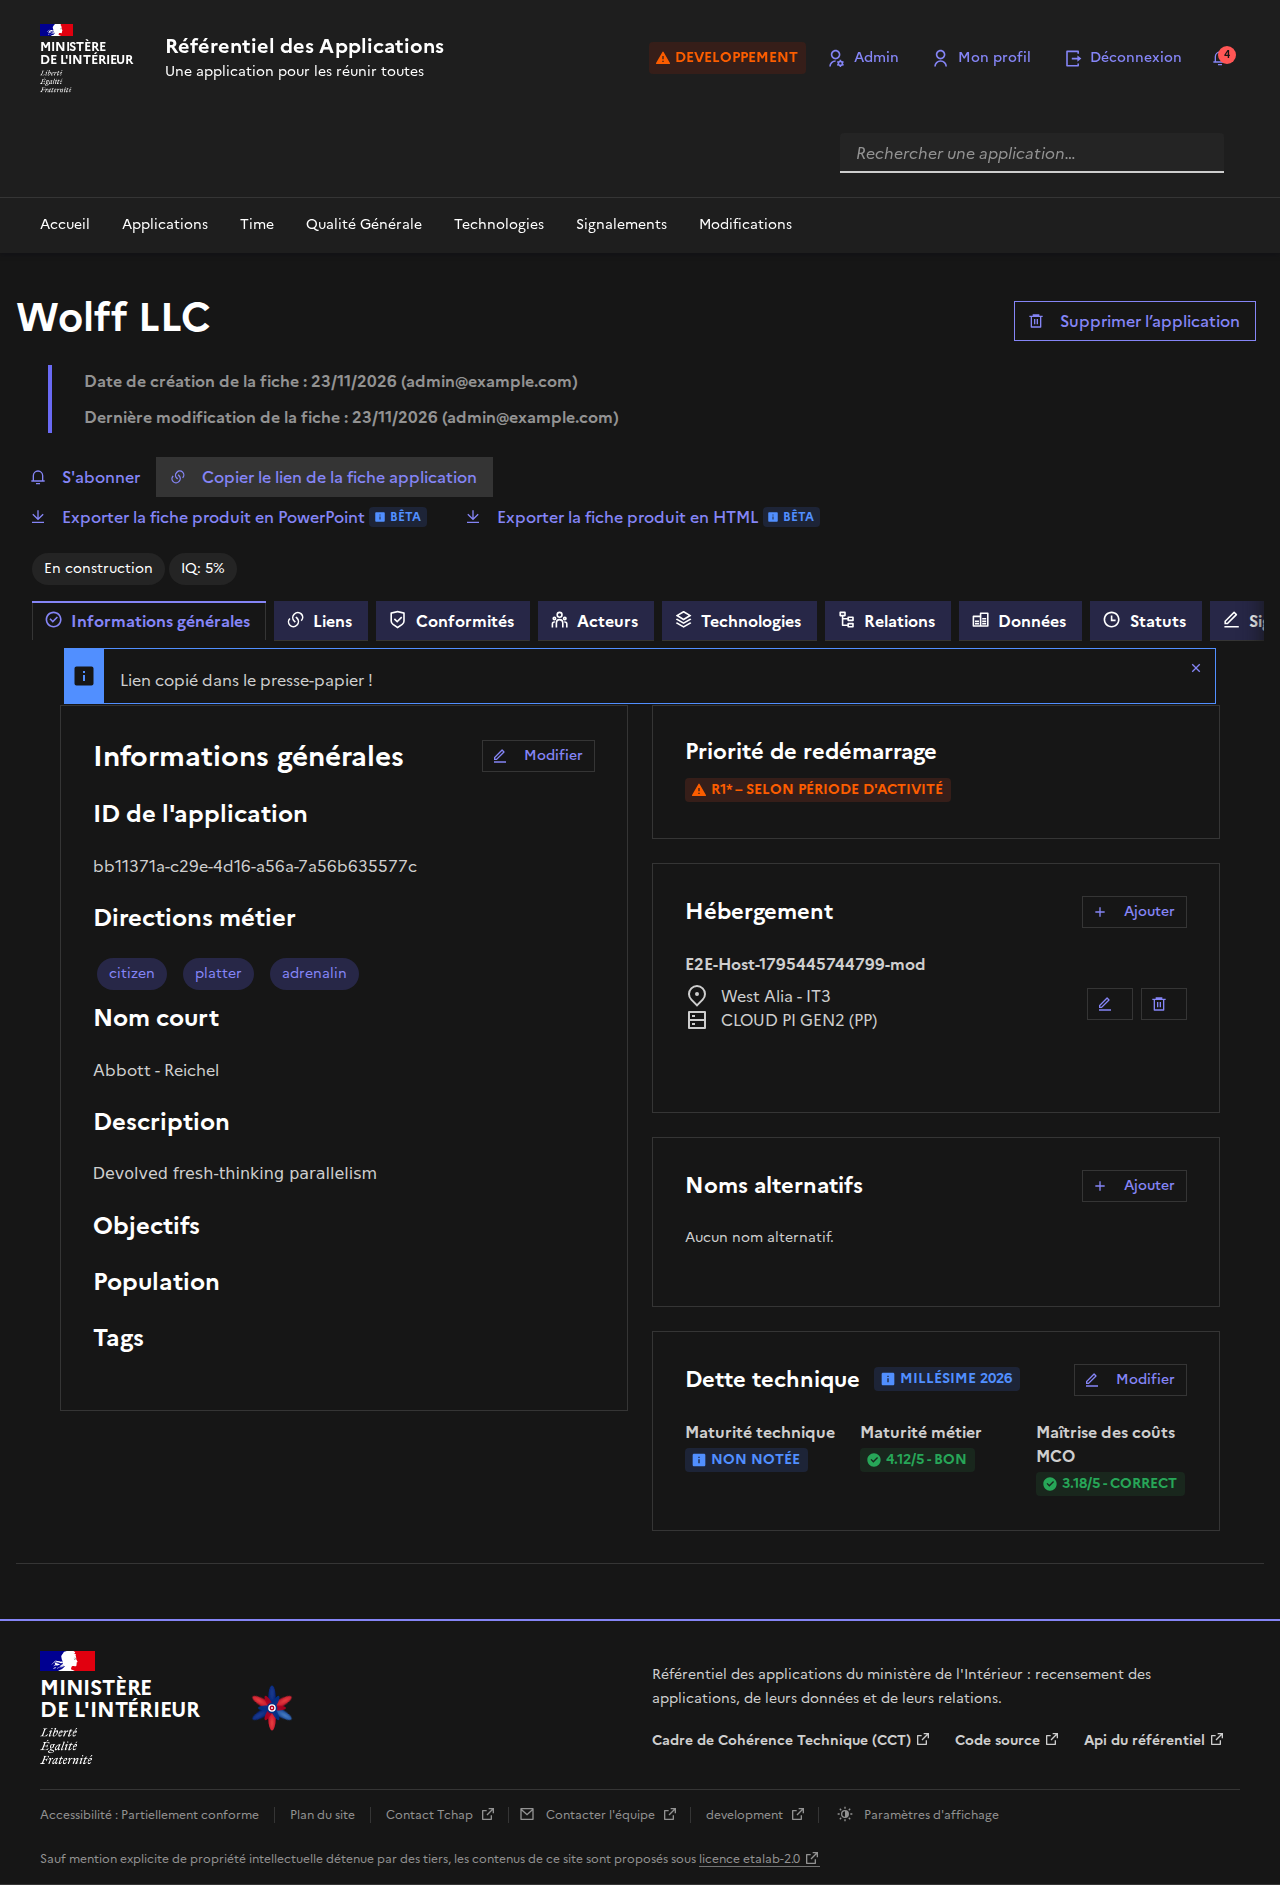 MINISTÈRE
DE L'INTÉRIEUR
Liberté
Égalité
Fraternité
Référentiel des Applications
Une application pour les réunir toutes
DEVELOPPEMENT
Admin
Mon profil
Déconnexion
4
Rechercher une application…
Accueil
Applications
Time
Qualité Générale
Technologies
Signalements
Modifications
Wolff LLC
Supprimer l’application
Date de création de la fiche : 23/11/2026 (admin@example.com)
Dernière modification de la fiche : 23/11/2026 (admin@example.com)
S'abonner
Copier le lien de la fiche application
Exporter la fiche produit en PowerPoint BÊTA
Exporter la fiche produit en HTML BÊTA
En construction
IQ: 5%
Informations générales
Liens
Conformités
Acteurs
Technologies
Relations
Données
Statuts
Lien copié dans le presse-papier !
Informations générales
Modifier
ID de l'application
bb11371a-c29e-4d16-a56a-7a56b635577c
Directions métier
citizen
platter
adrenalin
Nom court
Abbott - Reichel
Description
Devolved fresh-thinking parallelism
Objectifs
Population
Tags
Priorité de redémarrage
R1* – SELON PÉRIODE D'ACTIVITÉ
Hébergement
Ajouter
E2E-Host-1795445744799-mod
West Alia - IT3
CLOUD PI GEN2 (PP)
Noms alternatifs
Ajouter
Aucun nom alternatif.
Dette technique
MILLÉSIME 2026
Modifier
Maturité technique
NON NOTÉE
Maturité métier
4.12/5 - BON
Maîtrise des coûts
MCO
3.18/5 - CORRECT
MINISTÈRE
DE L'INTÉRIEUR
Liberté
Égalité
Fraternité
Référentiel des applications du ministère de l'Intérieur : recensement des
applications, de leurs données et de leurs relations.
Cadre de Cohérence Technique (CCT)
Code source
Api du référentiel
Accessibilité : Partiellement conforme
Plan du site
Contact Tchap
Contacter l'équipe
development
Paramètres d'affichage
Sauf mention explicite de propriété intellectuelle détenue par des tiers, les contenus de ce site sont proposés sous licence etalab-2.0